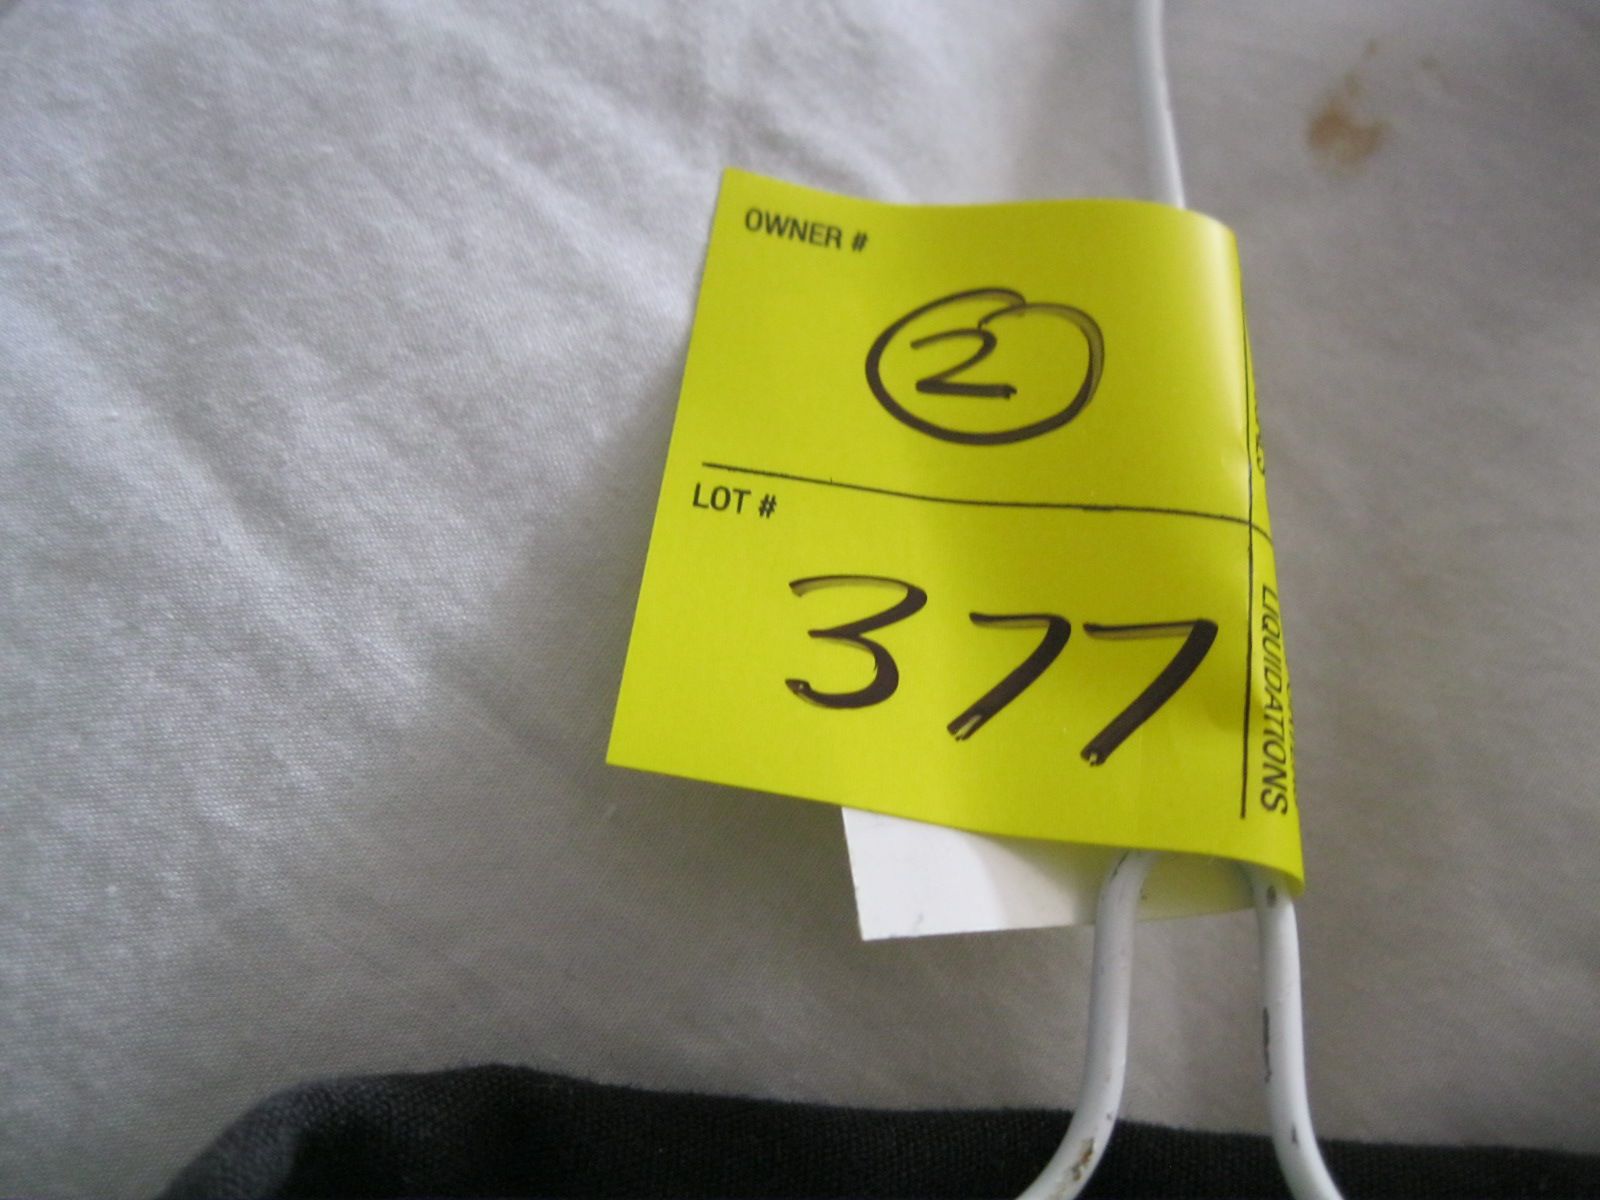 OWNER #
2
LOT #
377
LIQUIDATIONS